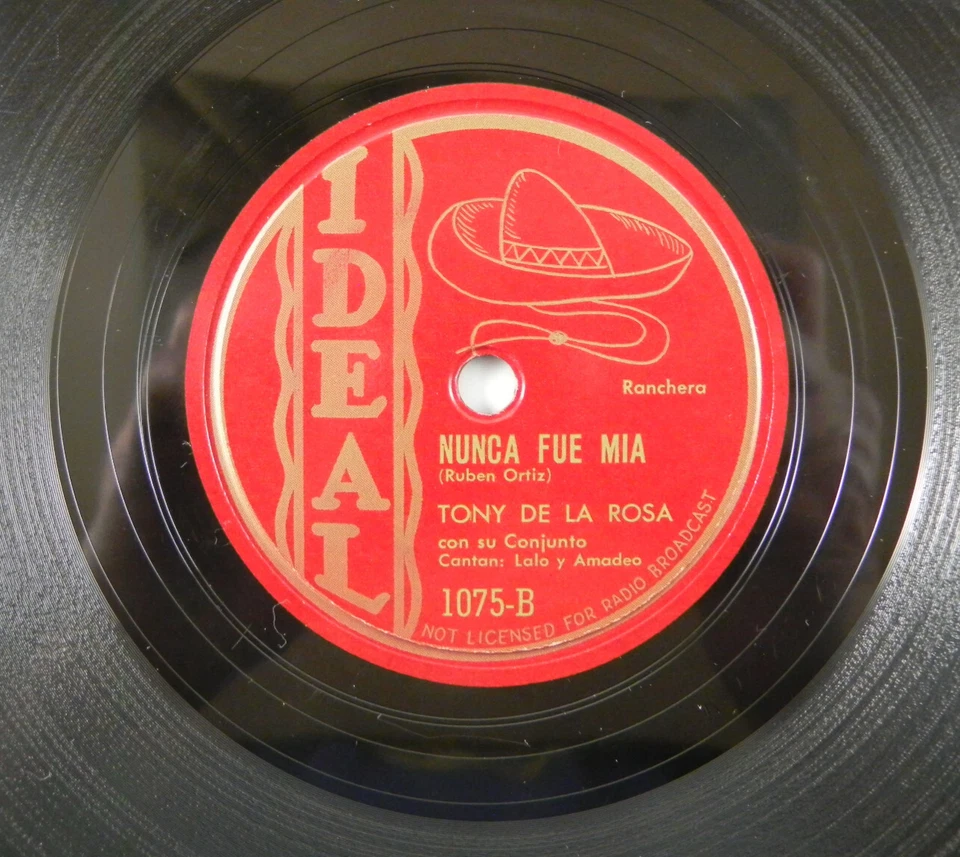 IDEAL
Ranchera
NUNCA FUE MIA
(Ruben Ortiz)
TONY DE LA ROSA
con su Conjunto
Cantan: Lalo y Amadeo
1075-B
NOT LICENSED FOR RADIO BROADCAST